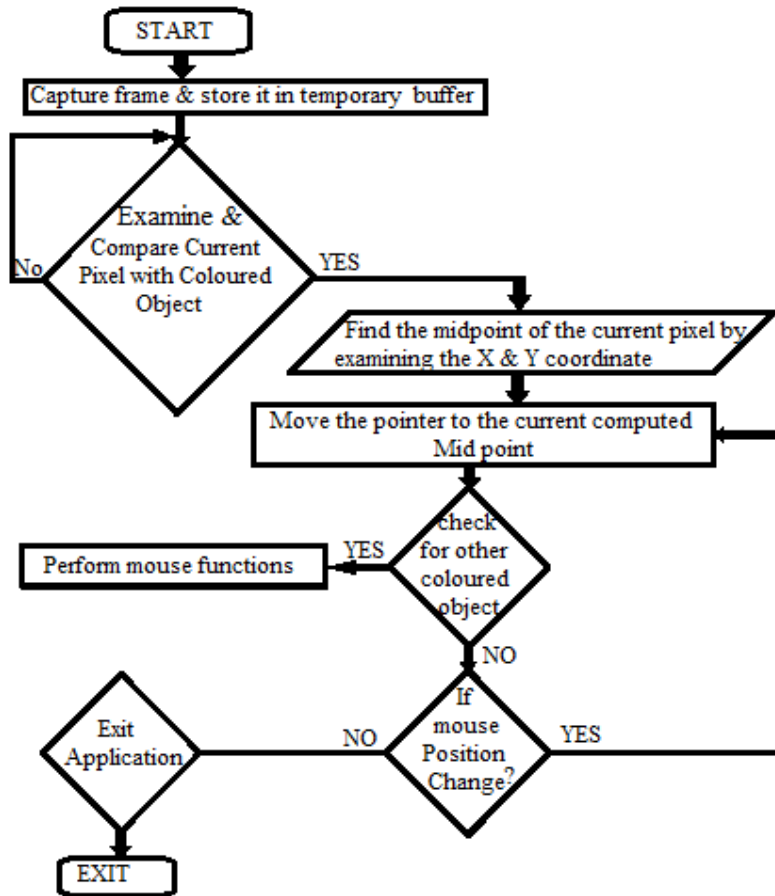 START
Capture frame & store it in temporary buffer
Examine &
Compare Current
Pixel with Coloured
Object
No
YES
Find the midpoint of the current pixel by
examining the X & Y coordinate
Move the pointer to the current computed
Mid point
check
for other
coloured
object
YES
Perform mouse functions
NO
If
mouse
Position
Change?
NO
YES
Exit
Application
EXIT